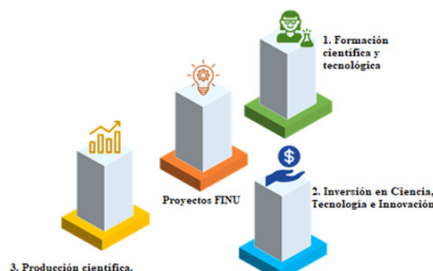 1. Formación
científica y
tecnológica
Proyectos FINU
2. Inversión en Ciencia,
Tecnología e Innovación
3. Producción científica.
$